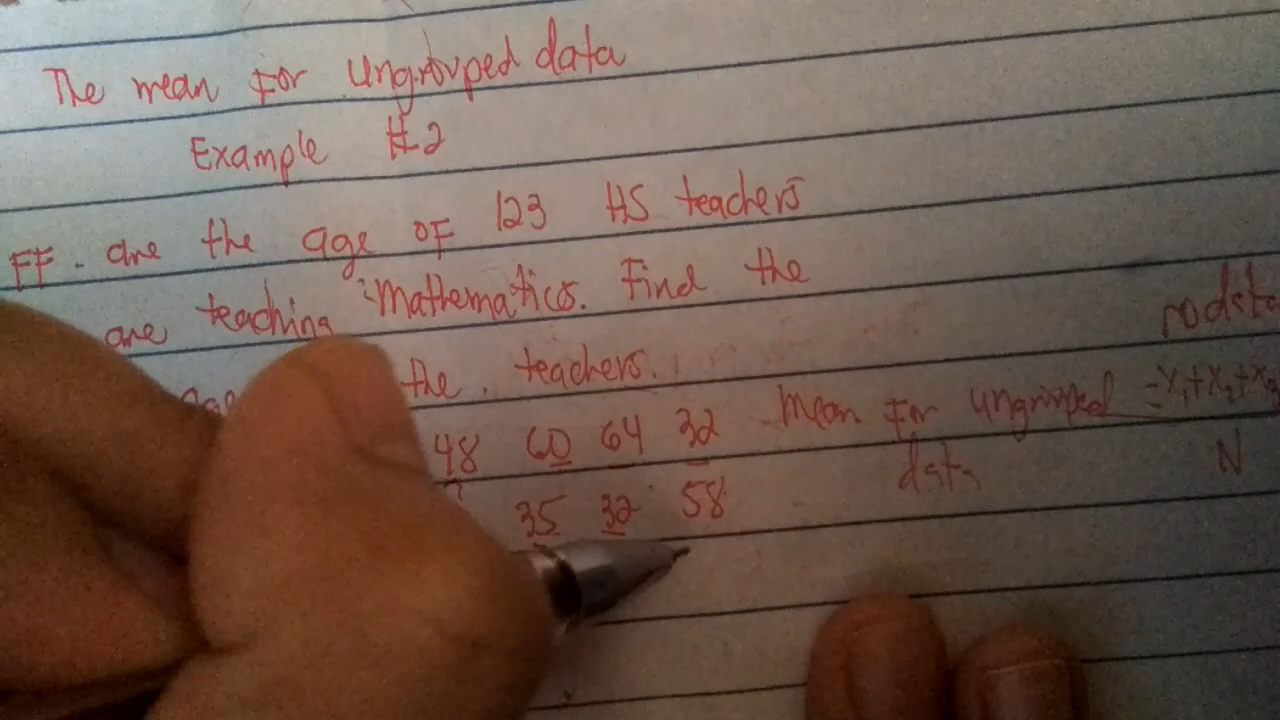 The mean For Ungrouped data
Example #2
FF. are the age OF 123 HS teachers
are teaching Mathematics. Find the
age the teachers.
48 60 64 32
35 32 58
Mean For ungrouped data
= X₁+X₂+X₃
N